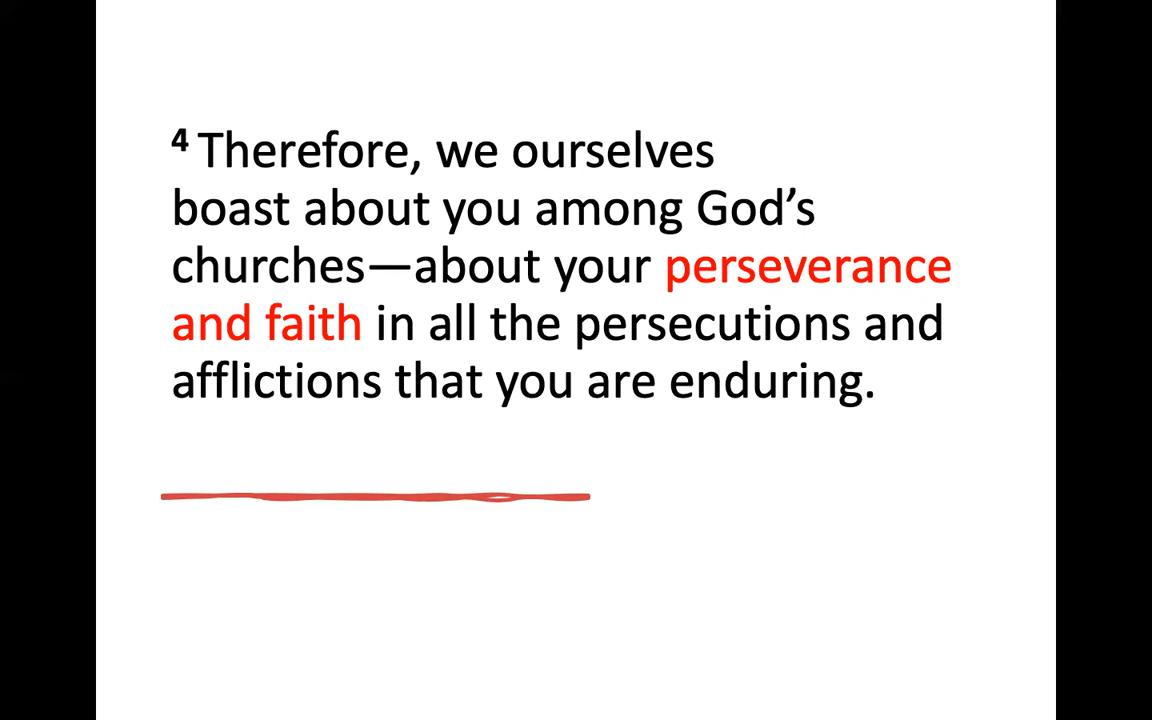 4 Therefore, we ourselves
boast about you among God’s
churches—about your perseverance
and faith in all the persecutions and
afflictions that you are enduring.